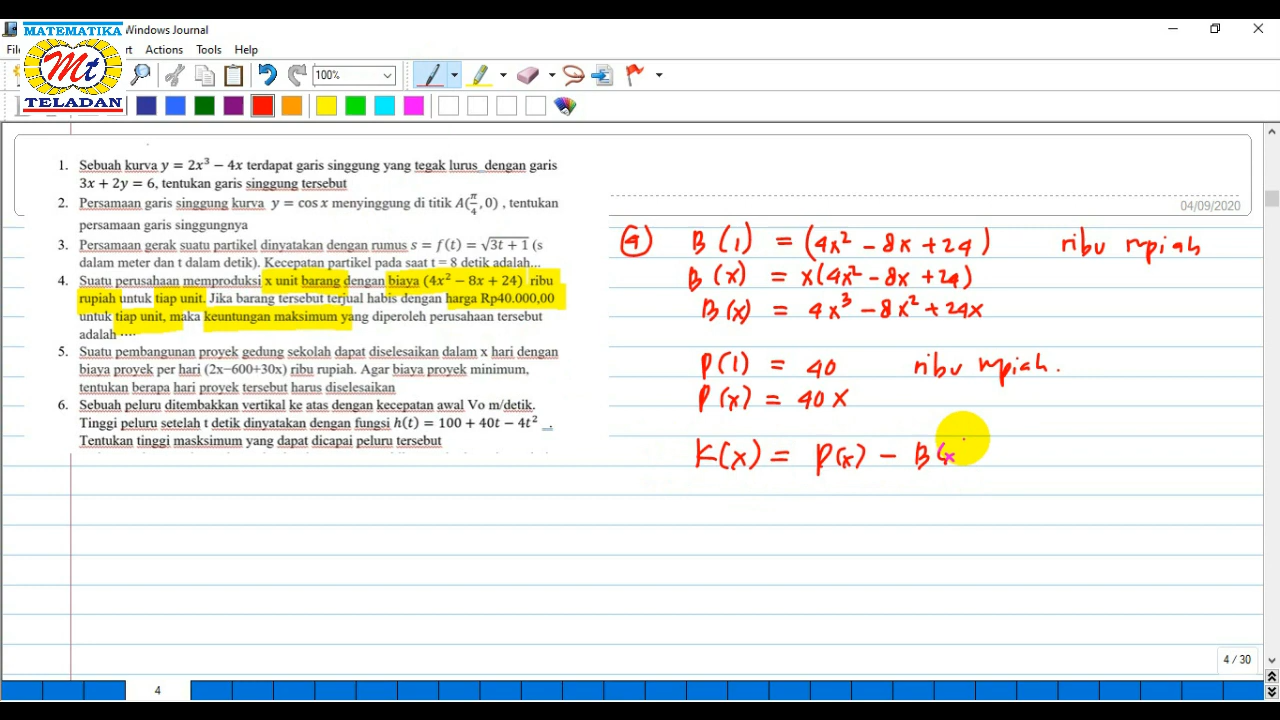 MATEMATIKA
Mt
TELADAN
Windows Journal
Actions Tools Help
100%
04/09/2020
1. Sebuah kurva y = 2x³ − 4x terdapat garis singgung yang tegak lurus dengan garis
3x + 2y = 6, tentukan garis singgung tersebut
2. Persamaan garis singgung kurva y = cos x menyinggung di titik A(π/4, 0) , tentukan
persamaan garis singgungnya
3. Persamaan gerak suatu partikel dinyatakan dengan rumus s = f(t) = √3t + 1 (s
dalam meter dan t dalam detik). Kecepatan partikel pada saat t = 8 detik adalah...
4. Suatu perusahaan memproduksi x unit barang dengan biaya (4x² − 8x + 24) ribu
rupiah untuk tiap unit. Jika barang tersebut terjual habis dengan harga Rp40.000,00
untuk tiap unit, maka keuntungan maksimum yang diperoleh perusahaan tersebut
adalah ....
5. Suatu pembangunan proyek gedung sekolah dapat diselesaikan dalam x hari dengan
biaya proyek per hari (2x−600+30x) ribu rupiah. Agar biaya proyek minimum,
tentukan berapa hari proyek tersebut harus diselesaikan
6. Sebuah peluru ditembakkan vertikal ke atas dengan kecepatan awal Vo m/detik.
Tinggi peluru setelah t detik dinyatakan dengan fungsi h(t) = 100 + 40t − 4t² .
Tentukan tinggi masksimum yang dapat dicapai peluru tersebut
4) B(1) = (4x² − 8x + 24) ribu rupiah
B(x) = x(4x² − 8x + 24)
B(x) = 4x³ − 8x² + 24x
P(1) = 40 ribu rupiah.
P(x) = 40x
K(x) = P(x) − B(x
4 / 30
4